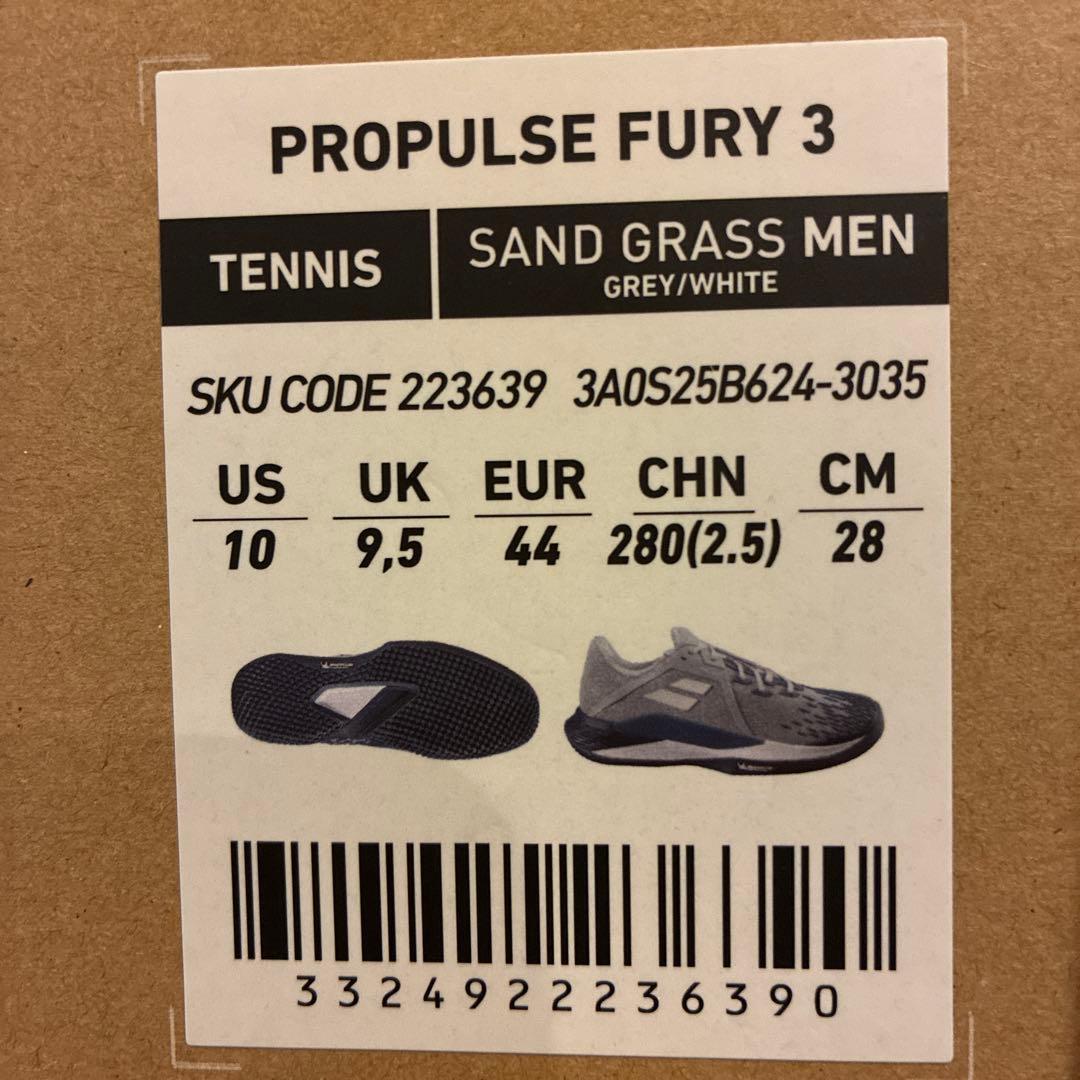 PROPULSE FURY 3
TENNIS
SAND GRASS MEN
GREY/WHITE
SKU CODE 223639 3A0S25B624-3035
US UK EUR CHN CM
10 9,5 44 280(2.5) 28
3324922236390